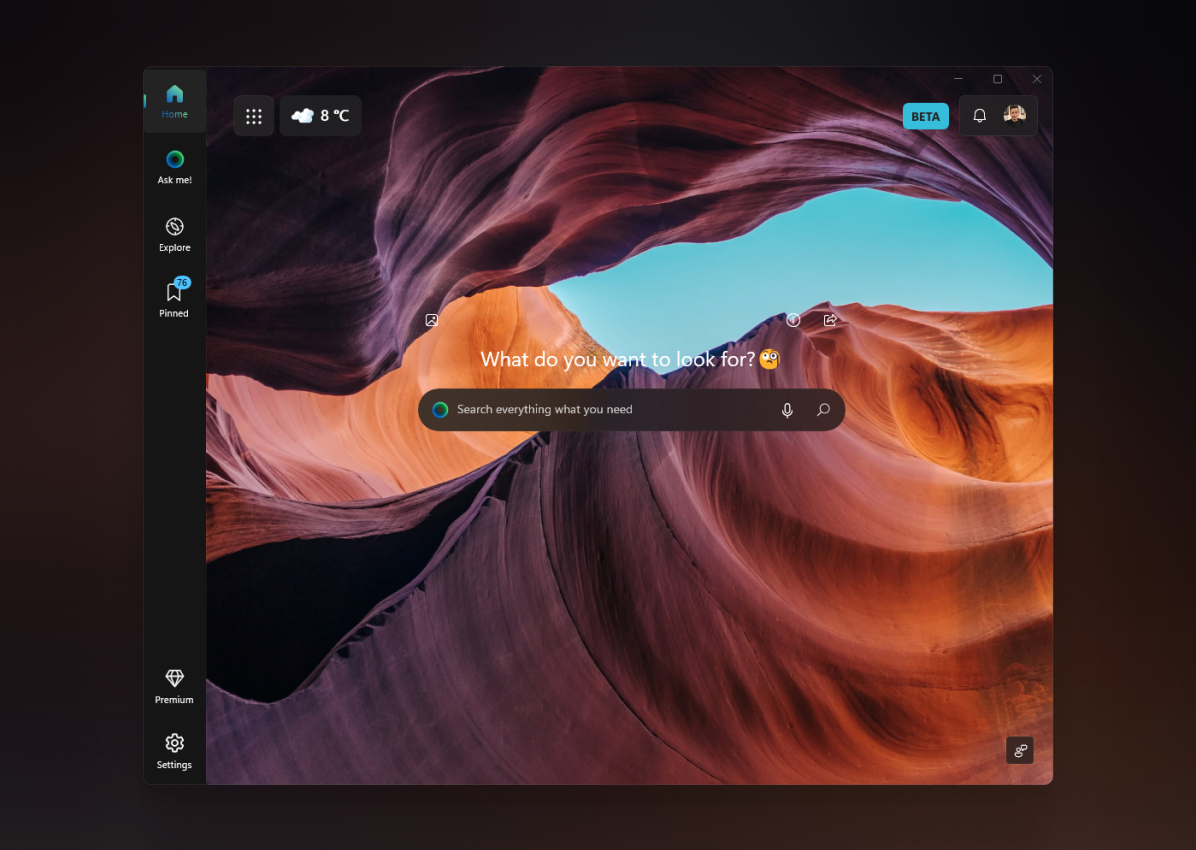 Home
Ask me!
Explore
76
Pinned
Premium
Settings
8 °C
BETA
What do you want to look for?🧐
Search everything what you need